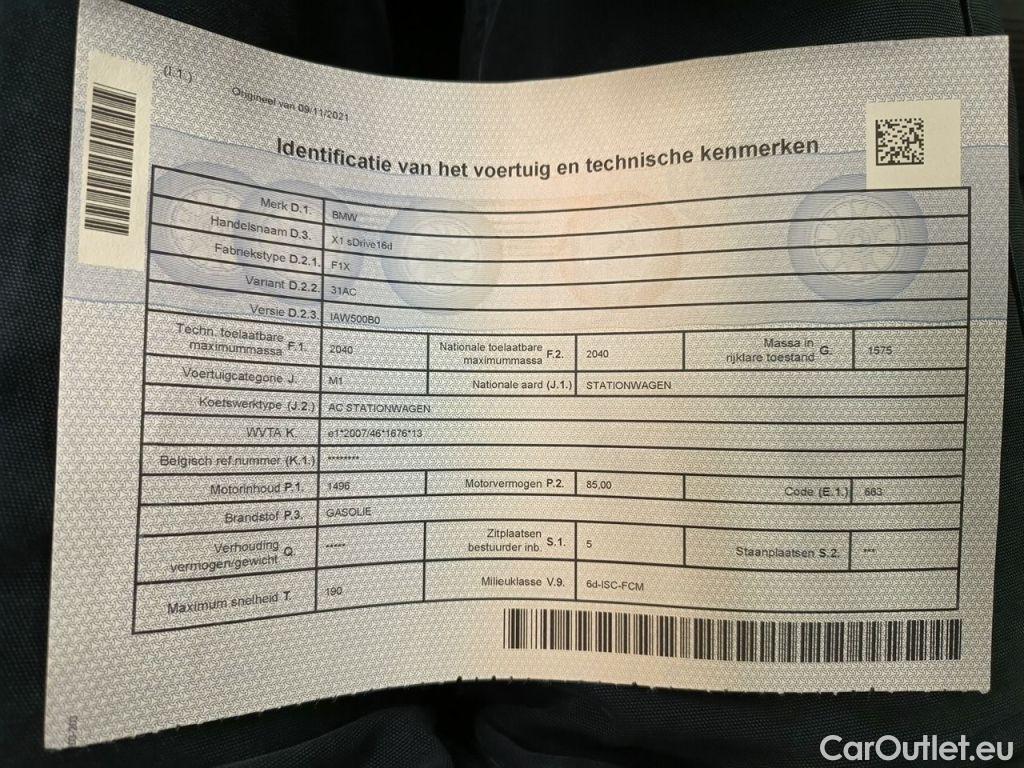 (I.1.)
Origineel van 09/11/2021
Identificatie van het voertuig en technische kenmerken
Merk D.1. BMW
Handelsnaam D.3. X1 sDrive16d
Fabriekstype D.2.1. F1X
Variant D.2.2. 31AC
Versie D.2.3. IAW500B0
Techn. toelaatbare maximummassa F.1. 2040 Nationale toelaatbare maximummassa F.2. 2040 Massa in rijklare toestand G. 1575
Voertuigcategorie J. M1 Nationale aard (J.1.) STATIONWAGEN
Koetswerktype (J.2.) AC STATIONWAGEN
WVTA K. e1*2007/46*1676*13
Belgisch ref.nummer (K.1.) ********
Motorinhoud P.1. 1496 Motorvermogen P.2. 85,00 Code (E.1.) 663
Brandstof P.3. GASOLIE
Verhouding vermogen/gewicht Q. ***** Zitplaatsen bestuurder inb. S.1. 5 Staanplaatsen S.2. ***
Maximum snelheid T. 190 Milieuklasse V.9. 6d-ISC-FCM
CarOutlet.eu